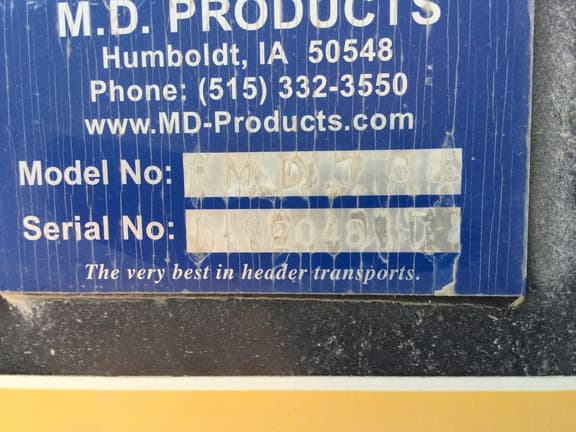 M.D. PRODUCTS
Humboldt, IA 50548
Phone: (515) 332-3550
www.MD-Products.com
Model No:
Serial No:
The very best in header transports.